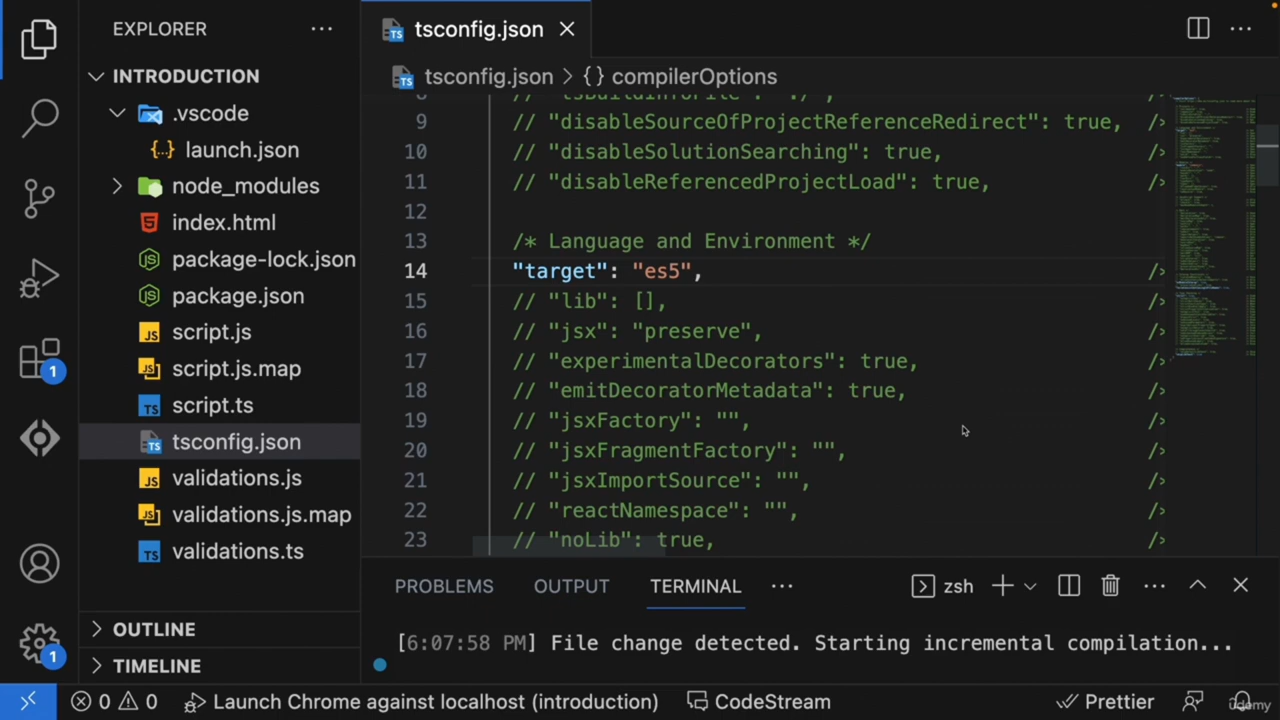 EXPLORER
INTRODUCTION
.vscode
launch.json
node_modules
index.html
package-lock.json
package.json
script.js
script.js.map
script.ts
tsconfig.json
validations.js
validations.js.map
validations.ts
OUTLINE
TIMELINE
tsconfig.json
tsconfig.json > {} compilerOptions
9 // "disableSourceOfProjectReferenceRedirect": true, />
10 // "disableSolutionSearching": true, />
11 // "disableReferencedProjectLoad": true, />
12
13 /* Language and Environment */
14 "target": "es5", />
15 // "lib": [], />
16 // "jsx": "preserve", />
17 // "experimentalDecorators": true, />
18 // "emitDecoratorMetadata": true, />
19 // "jsxFactory": "", />
20 // "jsxFragmentFactory": "", />
21 // "jsxImportSource": "", />
22 // "reactNamespace": "", />
23 // "noLib": true, />
PROBLEMS OUTPUT TERMINAL ··· zsh
[6:07:58 PM] File change detected. Starting incremental compilation...
1
1
0 0 Launch Chrome against localhost (introduction) CodeStream Prettier
udemy